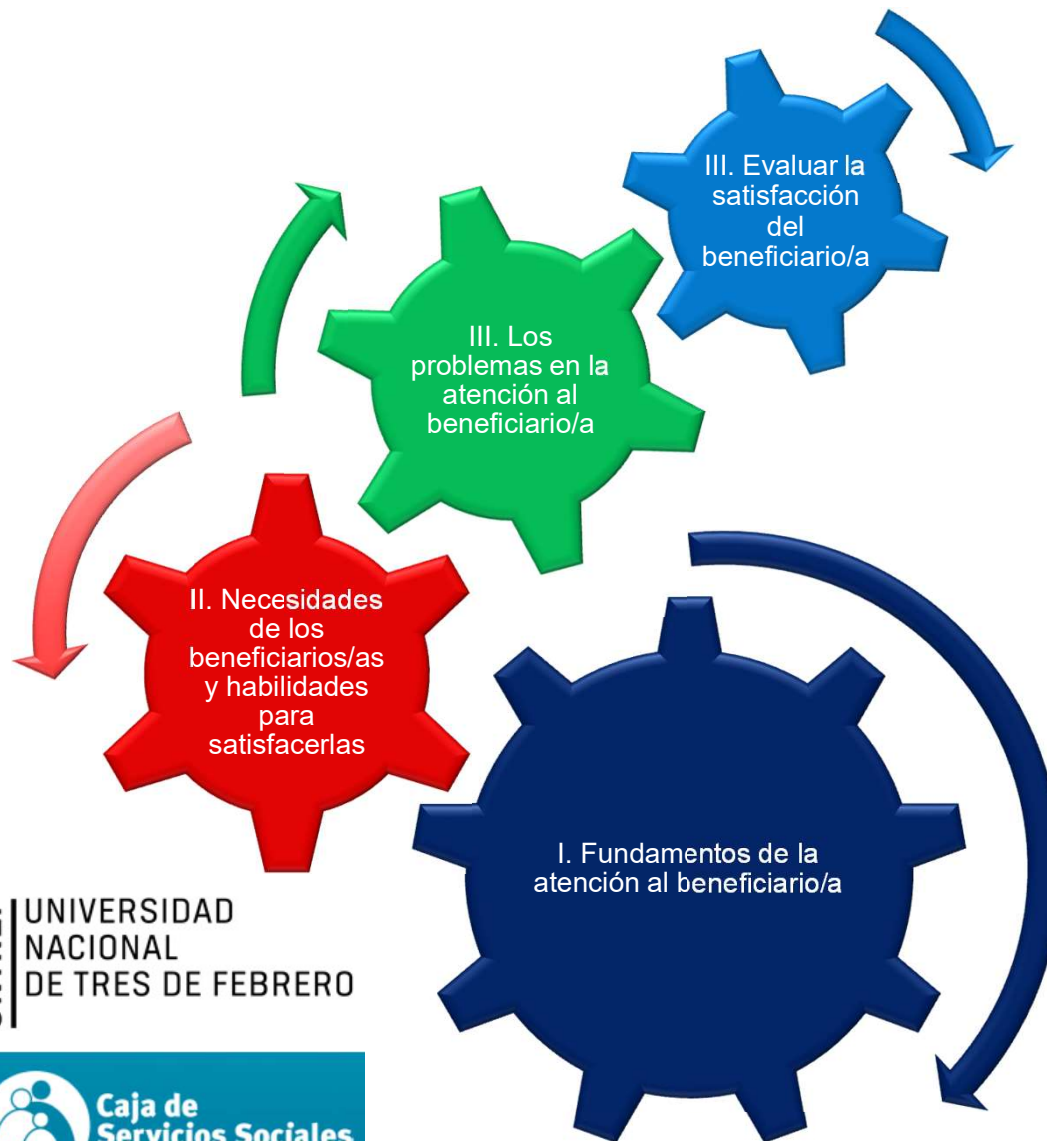 III. Evaluar la
satisfacción
del
beneficiario/a
III. Los
problemas en la
atención al
beneficiario/a
II. Necesidades
de los
beneficiarios/as
y habilidades
para
satisfacerlas
I. Fundamentos de la
atención al beneficiario/a
UNIVERSIDAD
NACIONAL
DE TRES DE FEBRERO
Caja de
Servicios Sociales